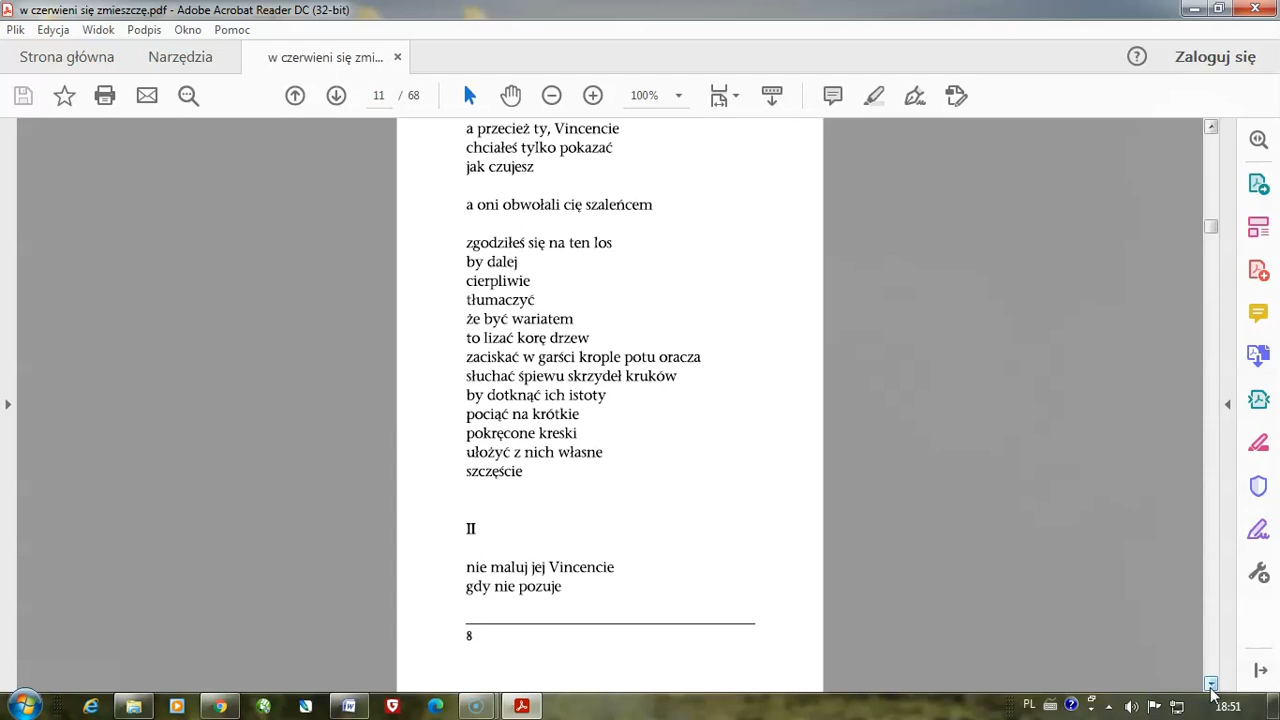 w czerwieni się zmieszczę.pdf - Adobe Acrobat Reader DC (32-bit)
Plik Edycja Widok Podpis Okno Pomoc
Strona główna Narzędzia w czerwieni się zmi... × Zaloguj się
11 / 68 100%
a przecież ty, Vincencie
chciałeś tylko pokazać
jak czujesz
a oni obwołali cię szaleńcem
zgodziłeś się na ten los
by dalej
cierpliwie
tłumaczyć
że być wariatem
to lizać korę drzew
zaciskać w garści krople potu oracza
słuchać śpiewu skrzydeł kruków
by dotknąć ich istoty
pociąć na krótkie
pokręcone kreski
ułożyć z nich własne
szczęście
II
nie maluj jej Vincencie
gdy nie pozuje
8
PL 18:51